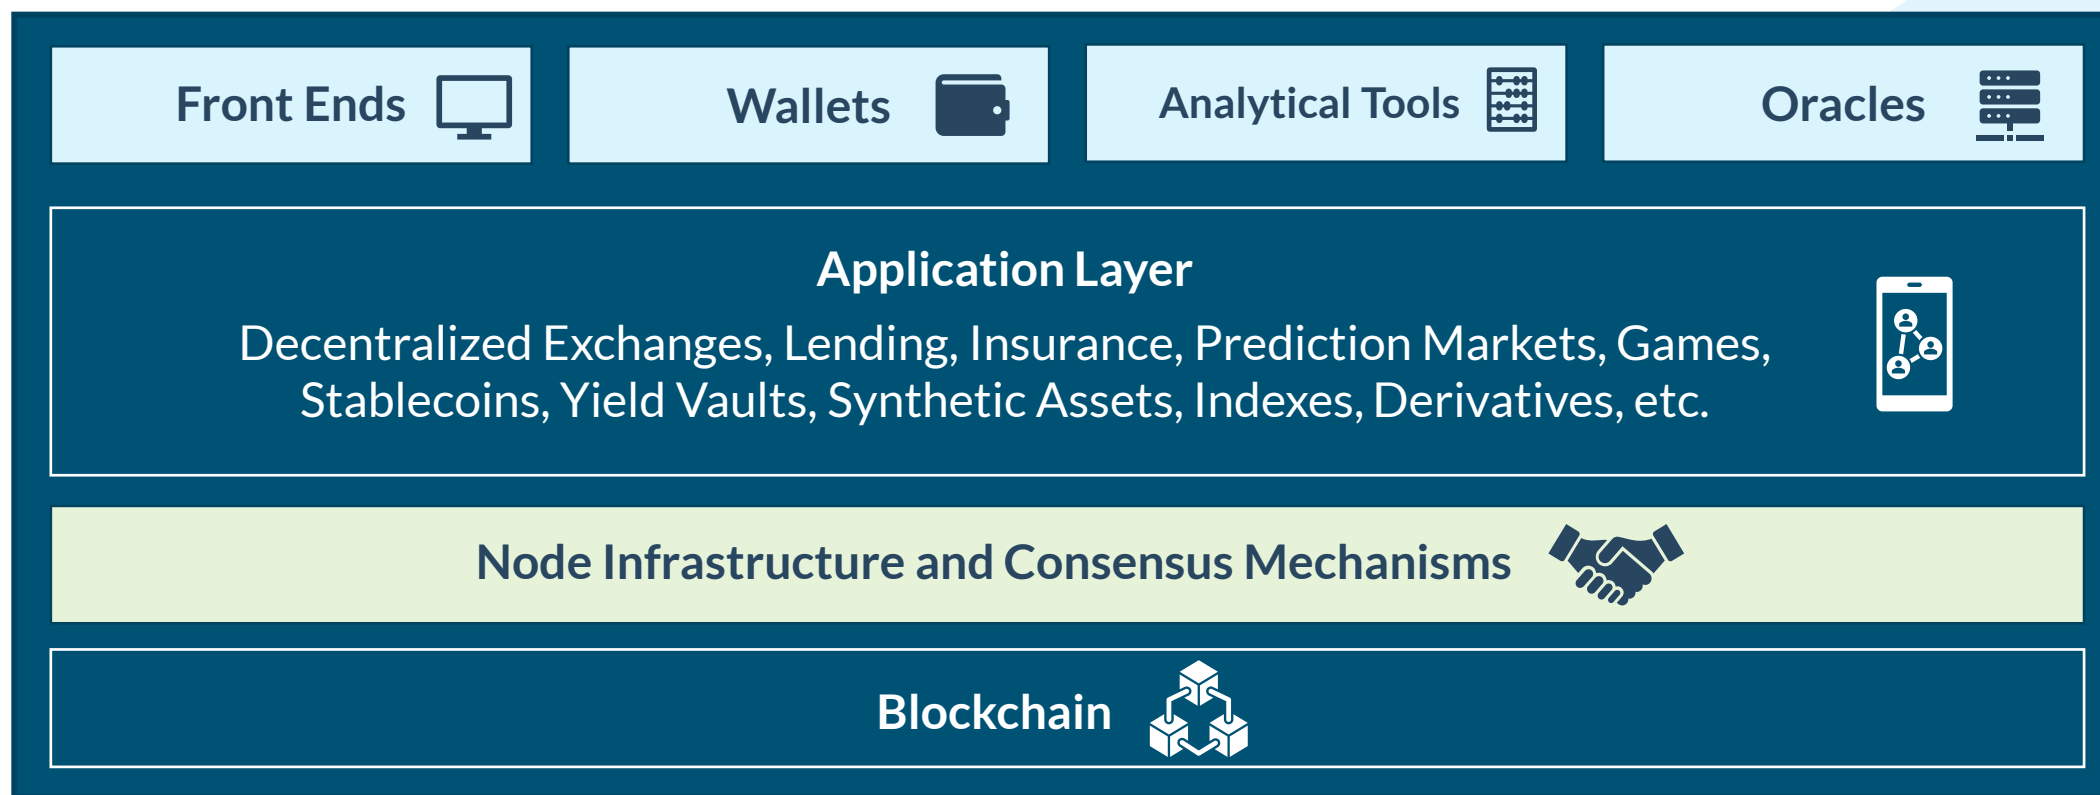 Front Ends
Wallets
Analytical Tools
Oracles
Application Layer
Decentralized Exchanges, Lending, Insurance, Prediction Markets, Games,
Stablecoins, Yield Vaults, Synthetic Assets, Indexes, Derivatives, etc.
Node Infrastructure and Consensus Mechanisms
Blockchain